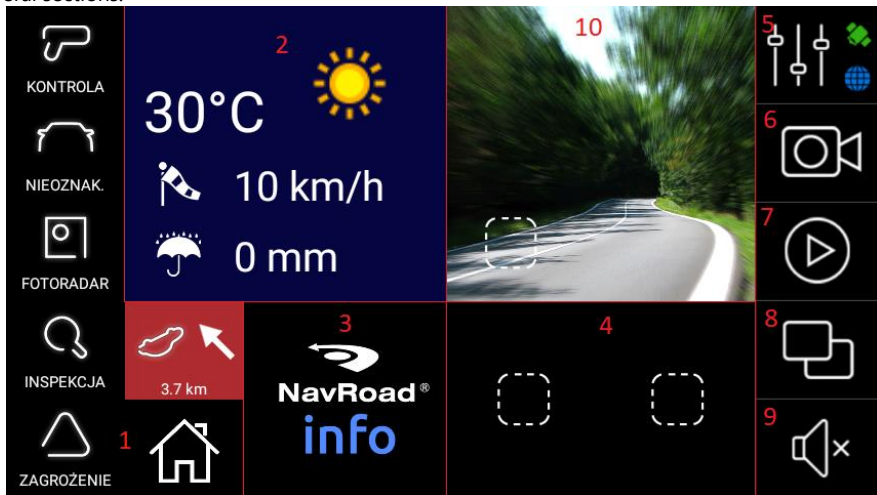 KONTROLA
NIEOZNAK.
FOTORADAR
INSPEKCJA
ZAGROŻENIE
1
2
30°C
10 km/h
0 mm
3.7 km
3
NavRoad®
info
10
4
5
6
7
8
9